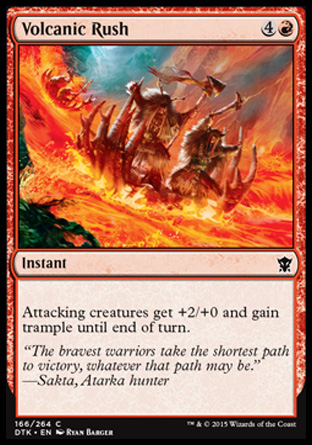 Volcanic Rush 4
Instant
Attacking creatures get +2/+0 and gain
trample until end of turn.
“The bravest warriors take the shortest path
to victory, whatever that path may be.”
—Sakta, Atarka hunter
166/264 C
DTK • EN Ryan Barger ™ & © 2015 Wizards of the Coast